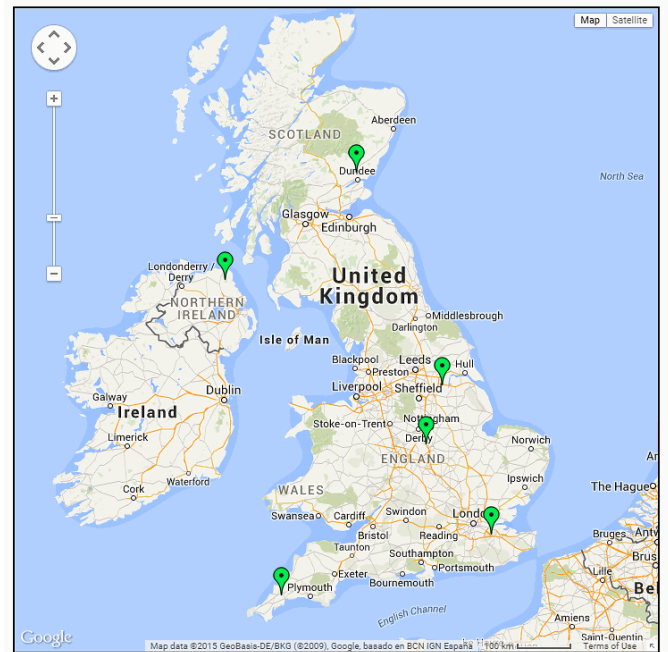 Map Satellite
Aberdeen
SCOTLAND
Dundee
North Sea
Glasgow
Edinburgh
Londonderry /
Derry
United
Kingdom
NORTHERN
IRELAND
Middlesbrough
Darlington
Isle of Man
Blackpool
Leeds
Hull
Preston
Liverpool
Sheffield
Dublin
Galway
Ireland
Nottingham
Stoke-on-Trent
Derby
Limerick
Norwich
ENGLAND
Waterford
Cork
Ipswich
The Hague
WALES
Swansea
Cardiff
Swindon
Bristol
Reading
Bruges
Antw
Brus
Taunton
Southampton
Portsmouth
Exeter
Bournemouth
Lille
Plymouth
Bel
English Channel
Amiens
Saint-Quentin
Google
Map data ©2015 GeoBasis-DE/BKG (©2009), Google, basado en BCN IGN España
100 km
Terms of Use